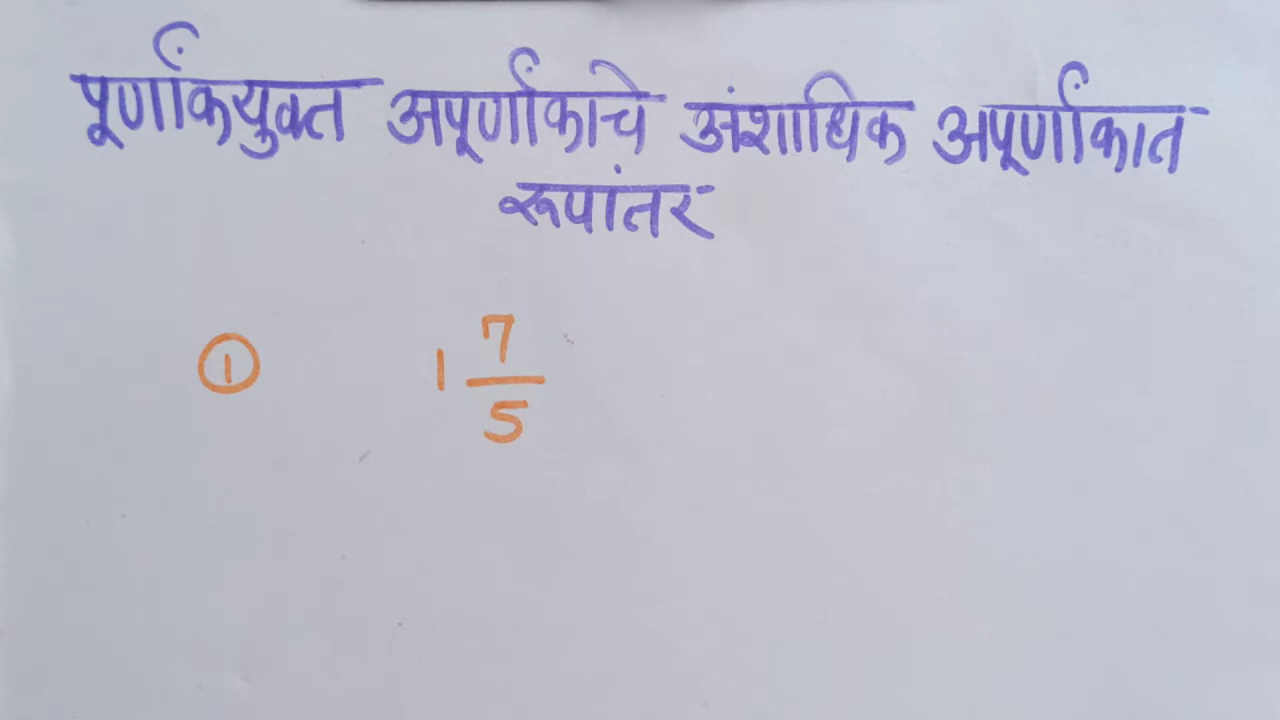 पूर्णांकयुक्त अपूर्णांकाचे अंशाधिक अपूर्णांकात
रूपांतर
① 1 7/5